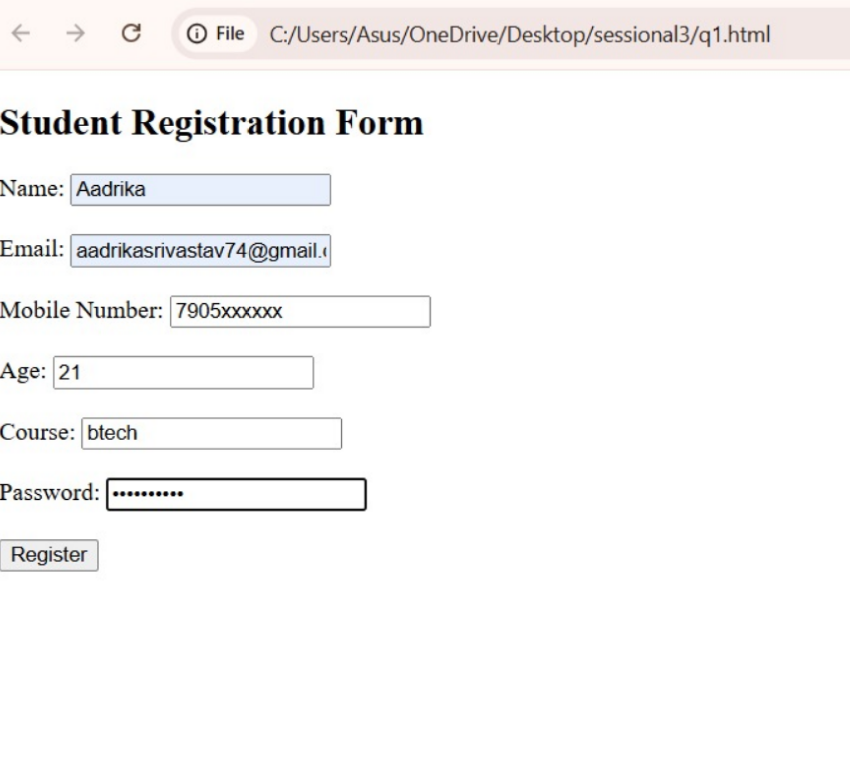 File C:/Users/Asus/OneDrive/Desktop/sessional3/q1.html
Student Registration Form
Name: Aadrika
Email: aadrikasrivastav74@gmail.
Mobile Number: 7905xxxxxx
Age: 21
Course: btech
Password: ••••••••••
Register